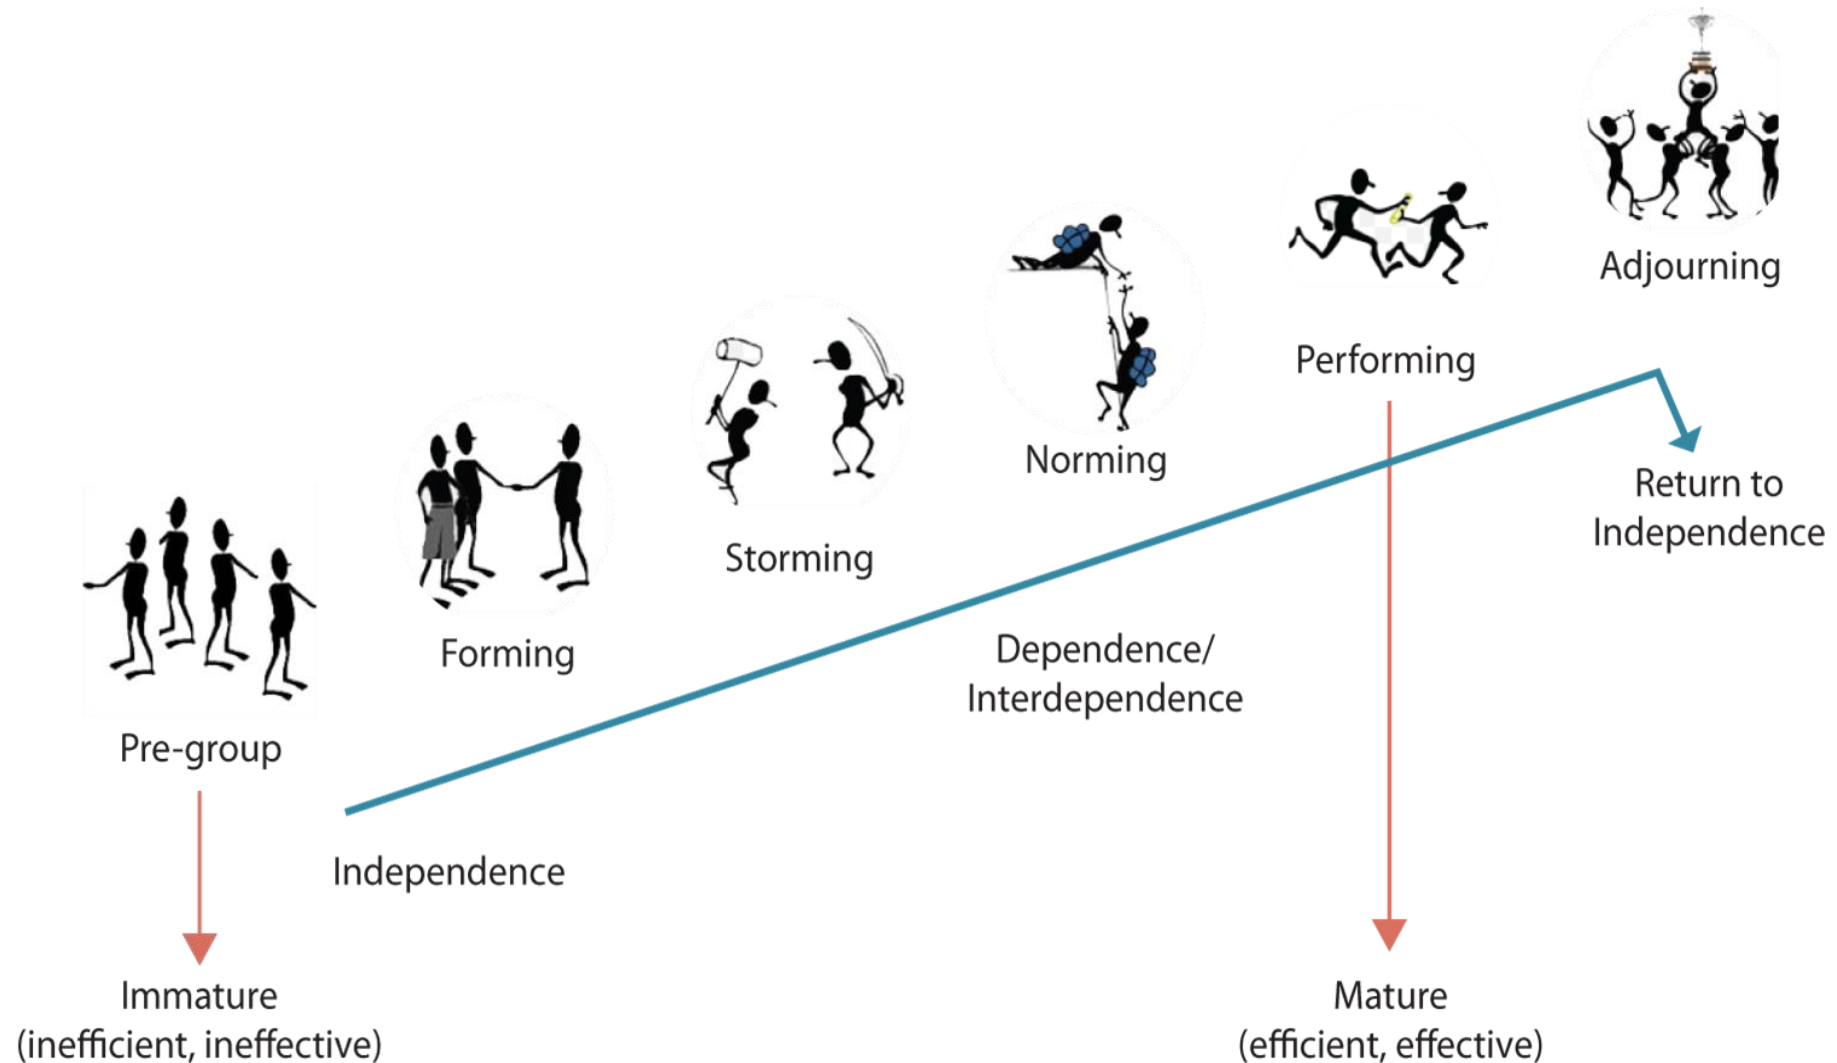 Adjourning
Performing
Norming
Return to
Independence
Storming
Forming
Dependence/
Interdependence
Pre-group
Independence
Immature
(inefficient, ineffective)
Mature
(efficient, effective)